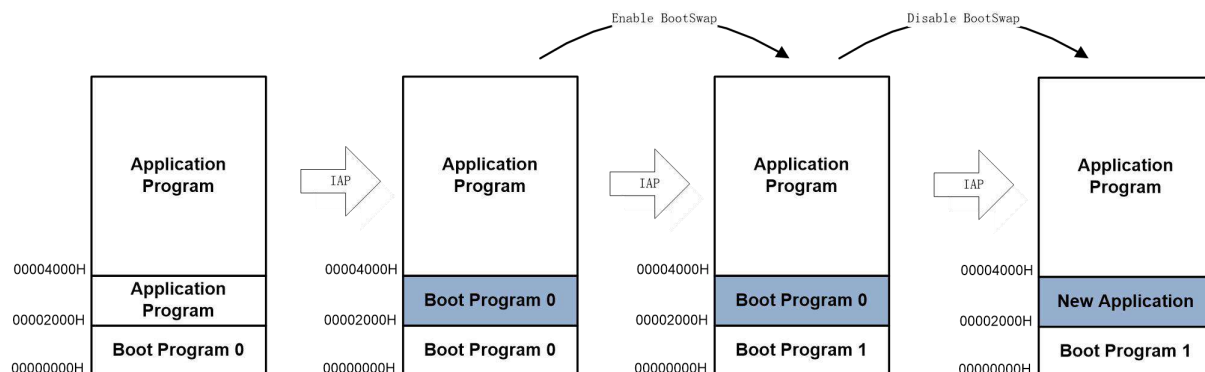 Enable BootSwap
Disable BootSwap
Application
Program
IAP
Application
Program
IAP
Application
Program
IAP
Application
Program
00004000H
00004000H
00004000H
00004000H
Application
Program
Boot Program 0
Boot Program 0
New Application
00002000H
00002000H
00002000H
00002000H
Boot Program 0
Boot Program 0
Boot Program 1
Boot Program 1
00000000H
00000000H
00000000H
00000000H